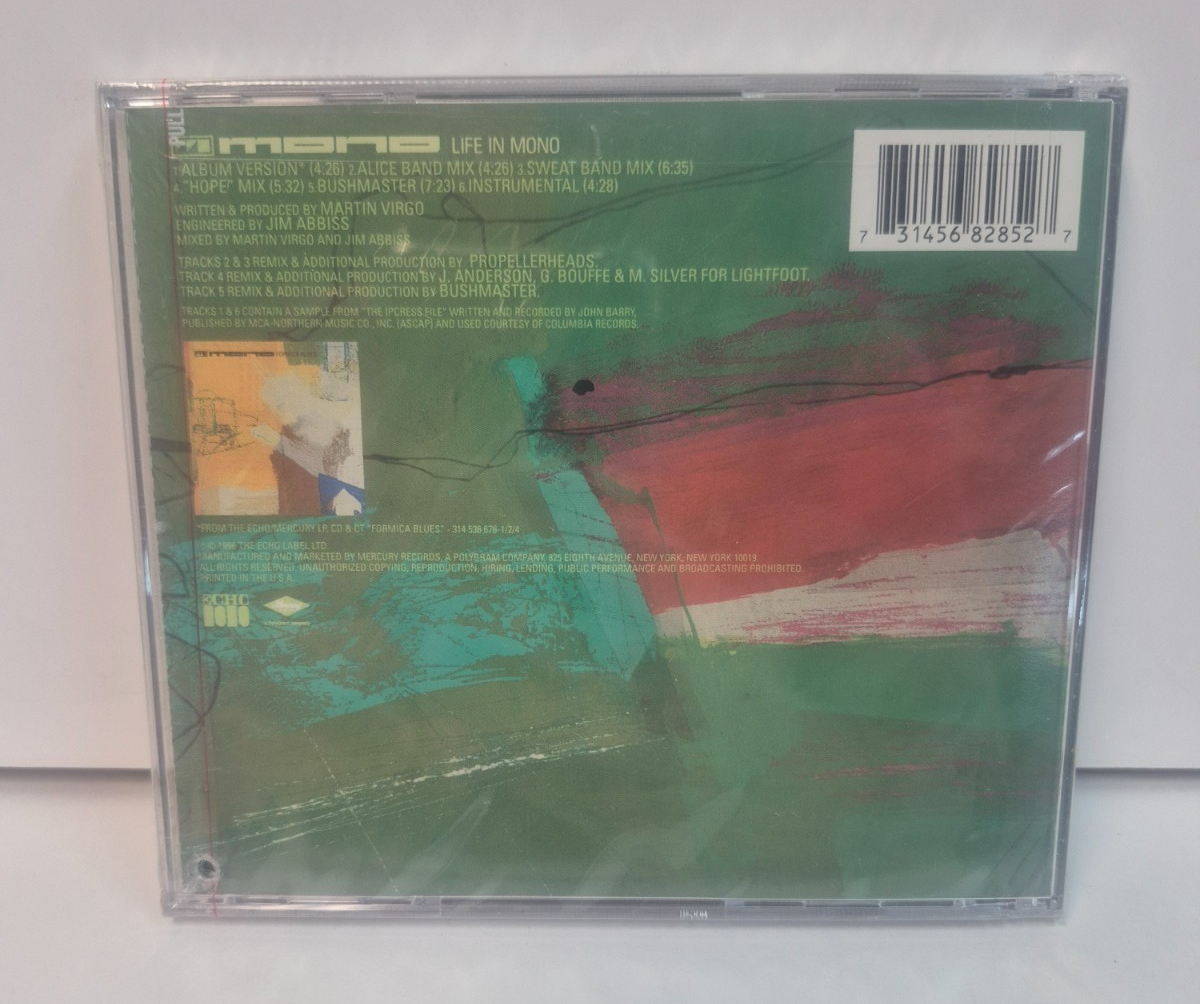 PULL
mono LIFE IN MONO
1.ALBUM VERSION* (4:26) 2.ALICE BAND MIX (4:26) 3.SWEAT BAND MIX (6:35)
4."HOPE!" MIX (5:32) 5.BUSHMASTER (7:23) 6.INSTRUMENTAL (4:28)
WRITTEN & PRODUCED BY MARTIN VIRGO
ENGINEERED BY JIM ABBISS
MIXED BY MARTIN VIRGO AND JIM ABBISS
TRACKS 2 & 3 REMIX & ADDITIONAL PRODUCTION BY PROPELLERHEADS.
TRACK 4 REMIX & ADDITIONAL PRODUCTION BY J. ANDERSON, G. BOUFFE & M. SILVER FOR LIGHTFOOT.
TRACK 5 REMIX & ADDITIONAL PRODUCTION BY BUSHMASTER.
TRACKS 1 & 6 CONTAIN A SAMPLE FROM "THE IPCRESS FILE" WRITTEN AND RECORDED BY JOHN BARRY,
PUBLISHED BY MCA-NORTHERN MUSIC CO., INC. (ASCAP) AND USED COURTESY OF COLUMBIA RECORDS.
mono FORMICA BLUES
*FROM THE ECHO/MERCURY LP, CD & CT "FORMICA BLUES" - 314 538 676-1/2/4
℗© 1996 THE ECHO LABEL LTD
MANUFACTURED AND MARKETED BY MERCURY RECORDS, A POLYGRAM COMPANY, 825 EIGHTH AVENUE, NEW YORK, NEW YORK 10019
ALL RIGHTS RESERVED. UNAUTHORIZED COPYING, REPRODUCTION, HIRING, LENDING, PUBLIC PERFORMANCE AND BROADCASTING PROHIBITED.
PRINTED IN THE U S A.
ECHO
7 31456 82852 7